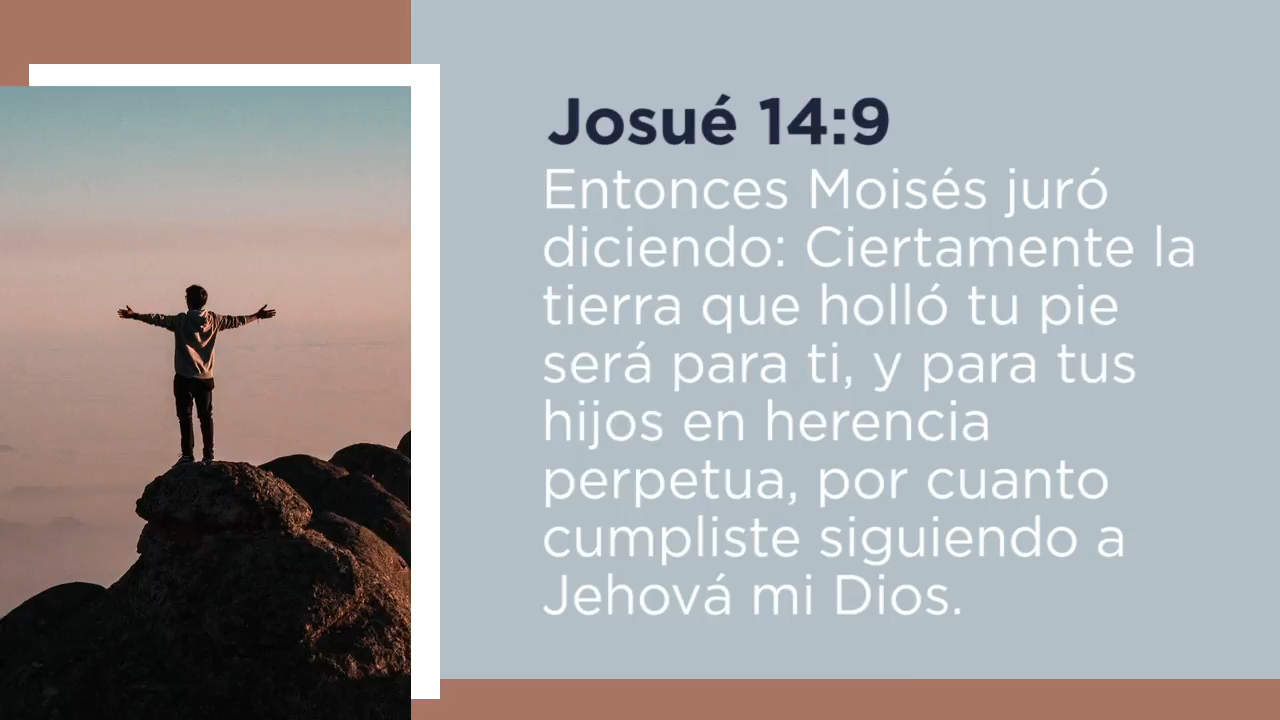 Josué 14:9
Entonces Moisés juró
diciendo: Ciertamente la
tierra que holló tu pie
será para ti, y para tus
hijos en herencia
perpetua, por cuanto
cumpliste siguiendo a
Jehová mi Dios.